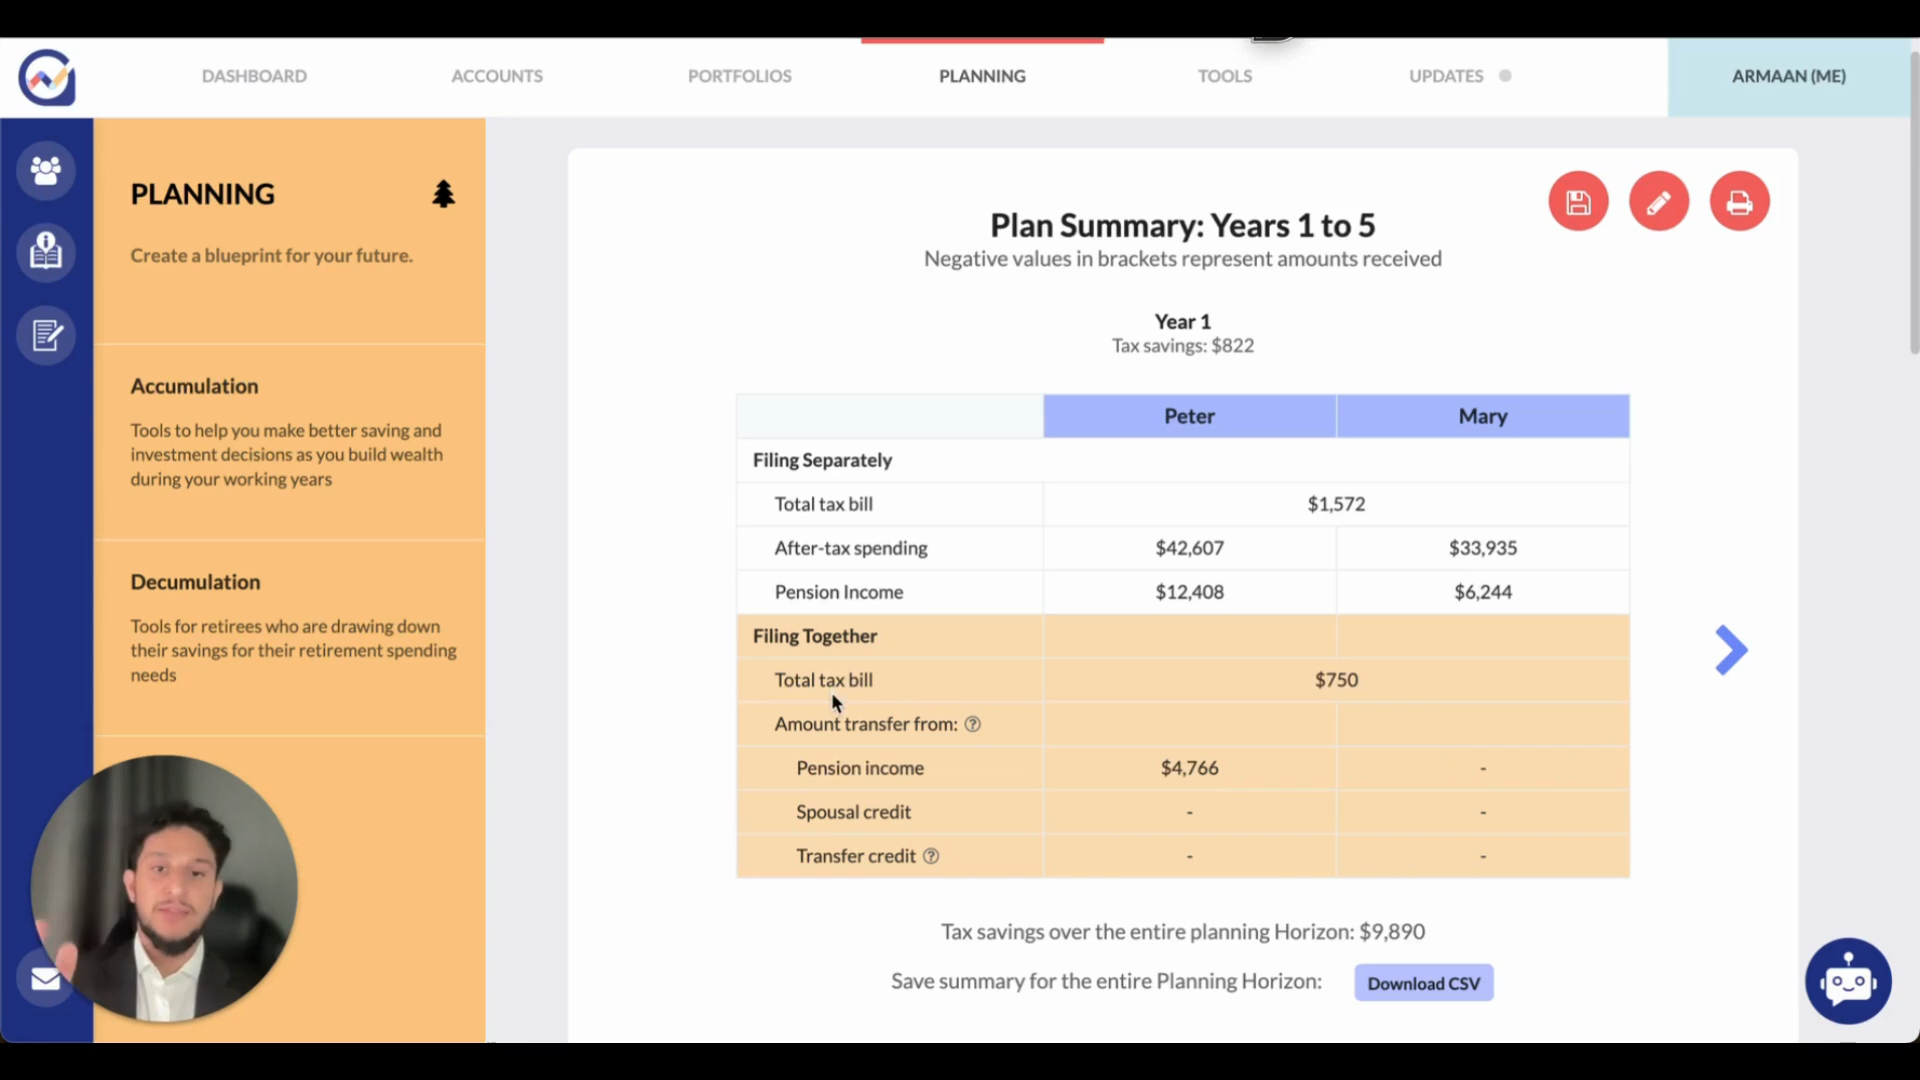 DASHBOARD
ACCOUNTS
PORTFOLIOS
PLANNING
TOOLS
UPDATES
ARMAAN (ME)
PLANNING
Create a blueprint for your future.
Accumulation
Tools to help you make better saving and
investment decisions as you build wealth
during your working years
Decumulation
Tools for retirees who are drawing down
their savings for their retirement spending
needs
Plan Summary: Years 1 to 5
Negative values in brackets represent amounts received
Year 1
Tax savings: $822
Peter Mary
Filing Separately
Total tax bill $1,572
After-tax spending $42,607 $33,935
Pension Income $12,408 $6,244
Filing Together
Total tax bill $750
Amount transfer from: ?
Pension income $4,766 -
Spousal credit - -
Transfer credit ? - -
Tax savings over the entire planning Horizon: $9,890
Save summary for the entire Planning Horizon: Download CSV